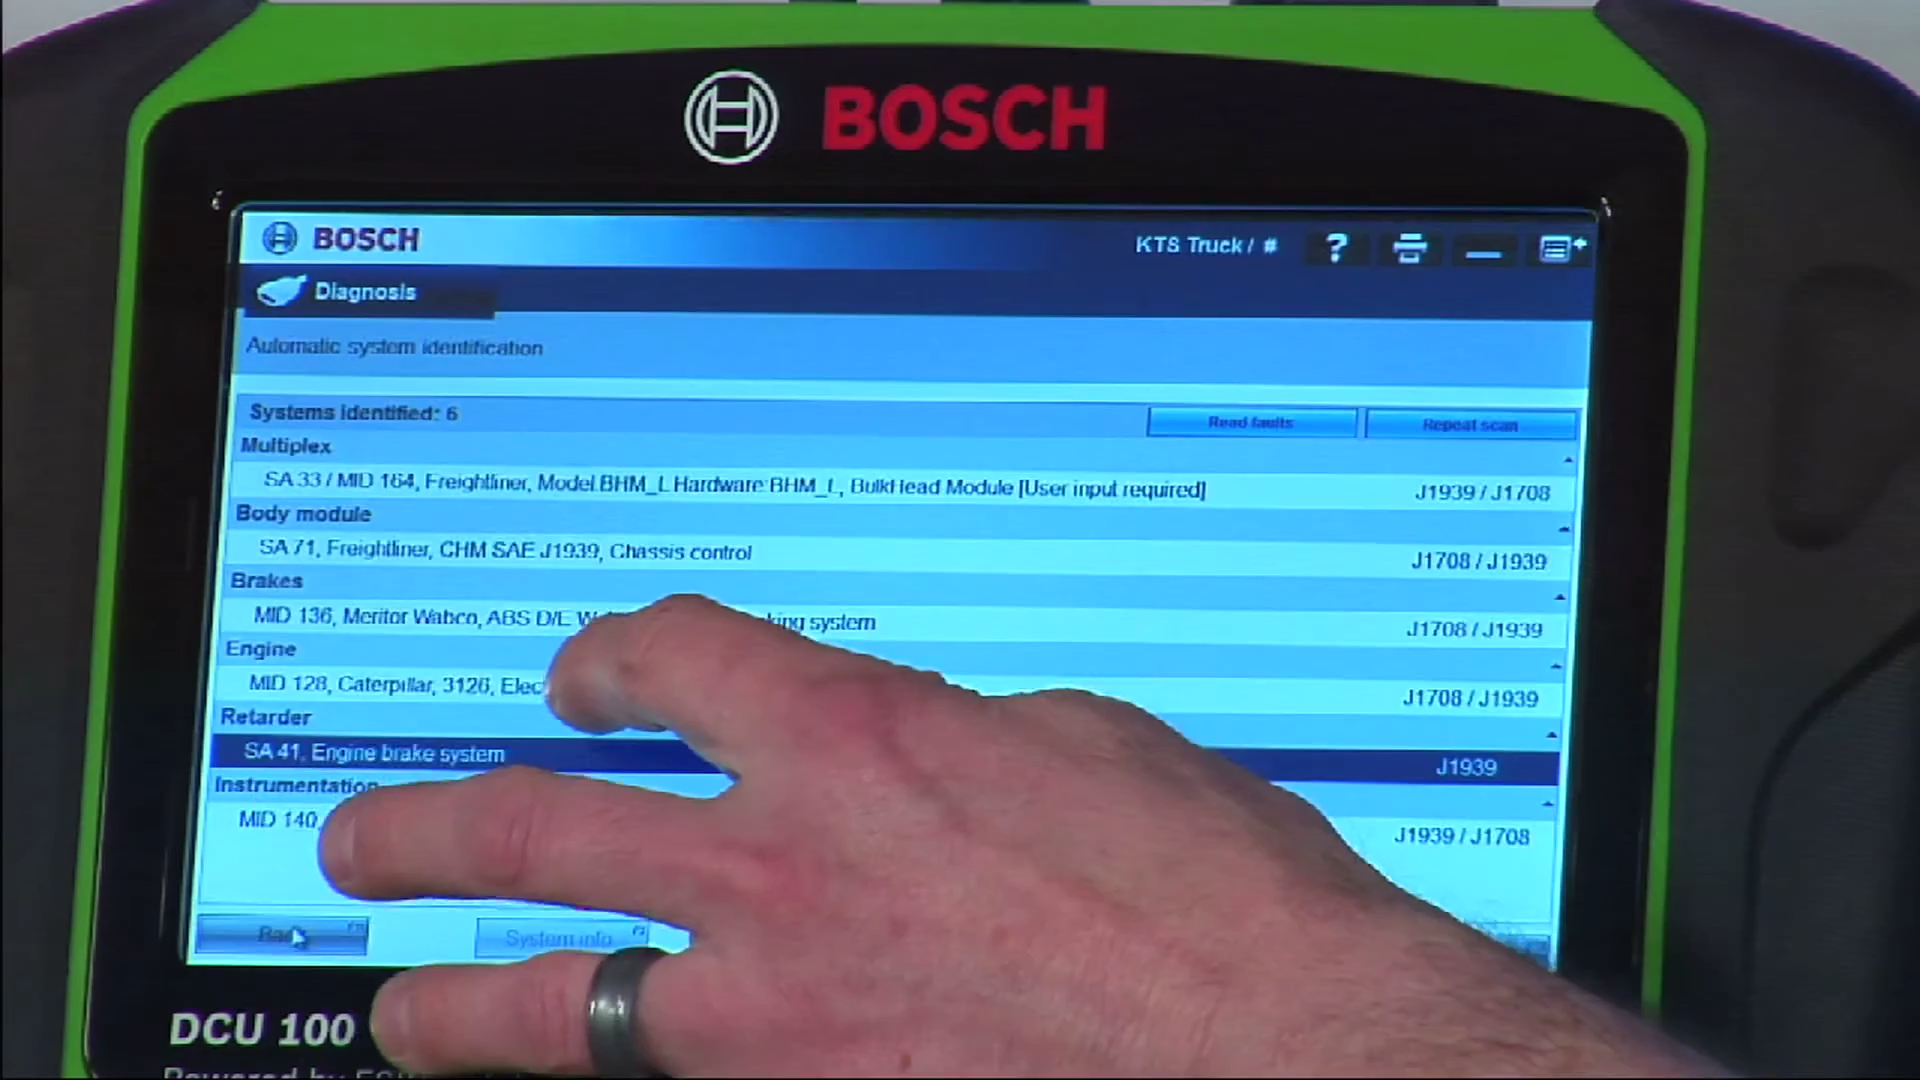 BOSCH
BOSCH
KTS Truck / # ?
Diagnosis
Automatic system identification
Systems identified: 6
Read faults Repeat scan
Multiplex
SA 33 / MID 164, Freightliner, Model:BHM_L Hardware:BHM_L, BulkHead Module [User input required] J1939 / J1708
Body module
SA 71, Freightliner, CHM SAE J1939, Chassis control J1708 / J1939
Brakes
MID 136, Meritor Wabco, ABS D/E king system J1708 / J1939
Engine
MID 128, Caterpillar, 3126, Elec J1708 / J1939
Retarder
SA 41, Engine brake system J1939
Instrumentation
MID 140, J1939 / J1708
System info
DCU 100
Powered by